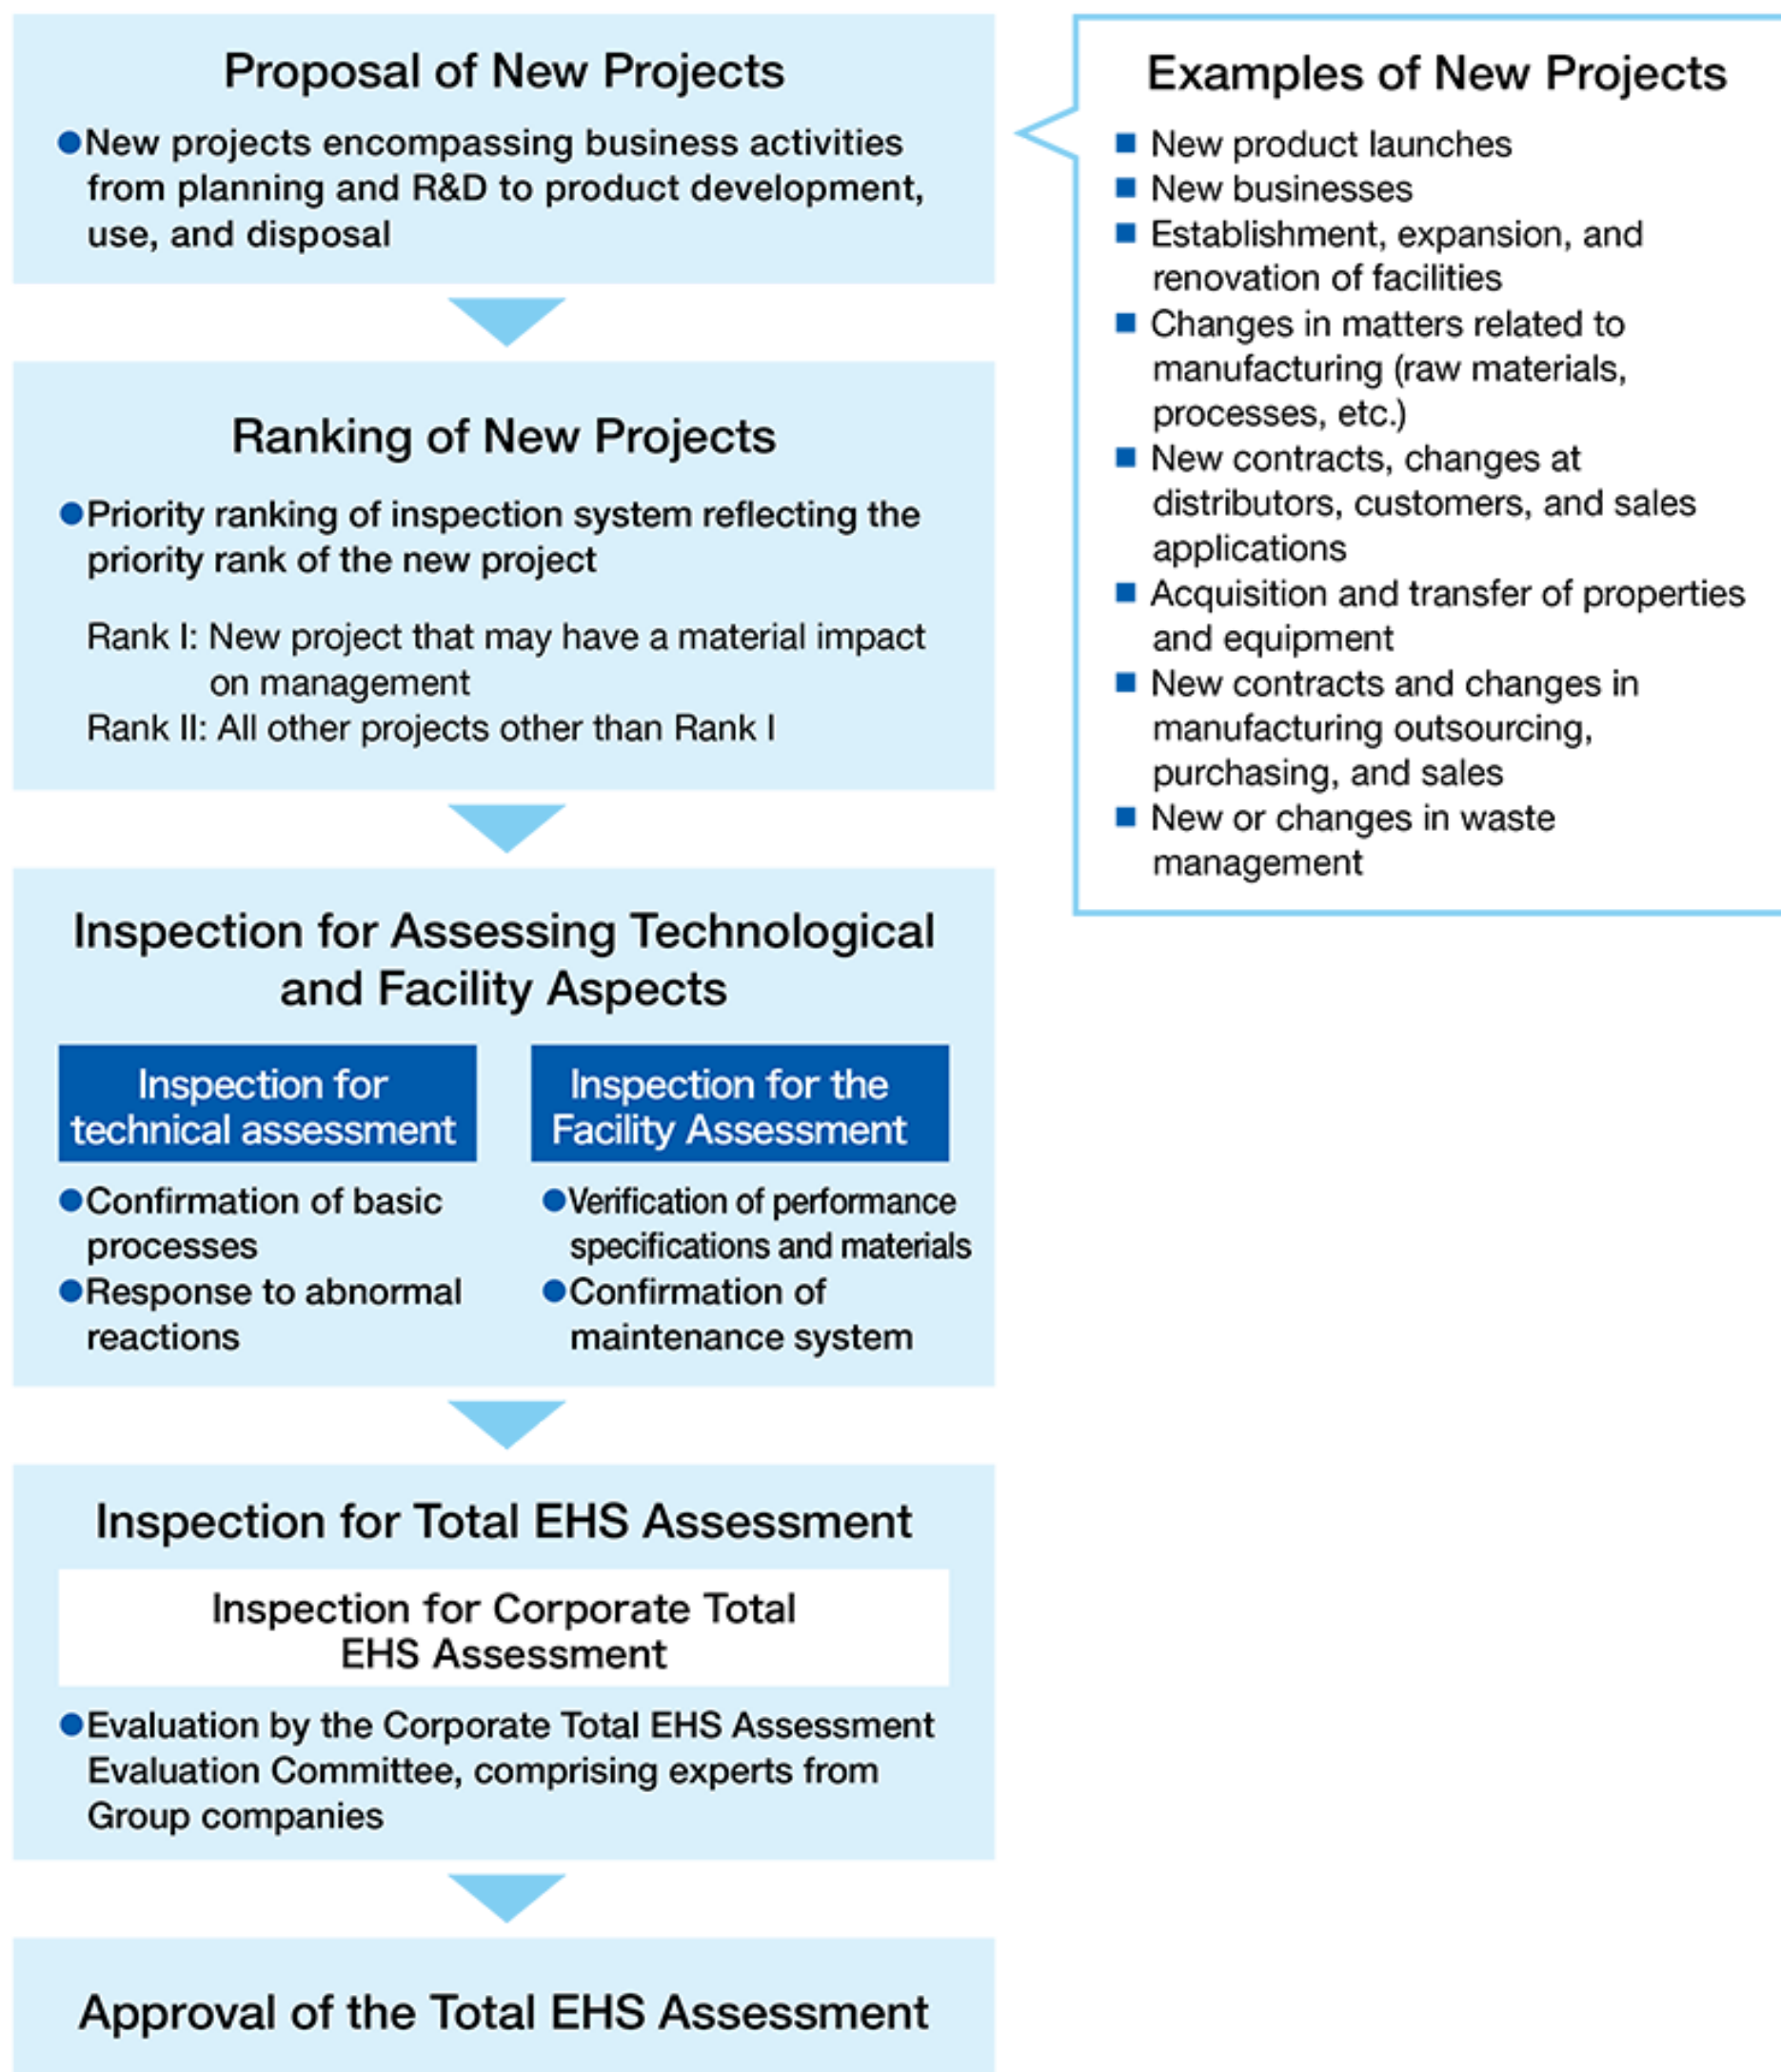 Proposal of New Projects
●New projects encompassing business activities
from planning and R&D to product development,
use, and disposal
Examples of New Projects
■ New product launches
■ New businesses
■ Establishment, expansion, and
renovation of facilities
■ Changes in matters related to
manufacturing (raw materials,
processes, etc.)
■ New contracts, changes at
distributors, customers, and sales
applications
■ Acquisition and transfer of properties
and equipment
■ New contracts and changes in
manufacturing outsourcing,
purchasing, and sales
■ New or changes in waste
management
Ranking of New Projects
●Priority ranking of inspection system reflecting the
priority rank of the new project
Rank I: New project that may have a material impact
on management
Rank II: All other projects other than Rank I
Inspection for Assessing Technological
and Facility Aspects
Inspection for
technical assessment
●Confirmation of basic
processes
●Response to abnormal
reactions
Inspection for the
Facility Assessment
●Verification of performance
specifications and materials
●Confirmation of
maintenance system
Inspection for Total EHS Assessment
Inspection for Corporate Total
EHS Assessment
●Evaluation by the Corporate Total EHS Assessment
Evaluation Committee, comprising experts from
Group companies
Approval of the Total EHS Assessment